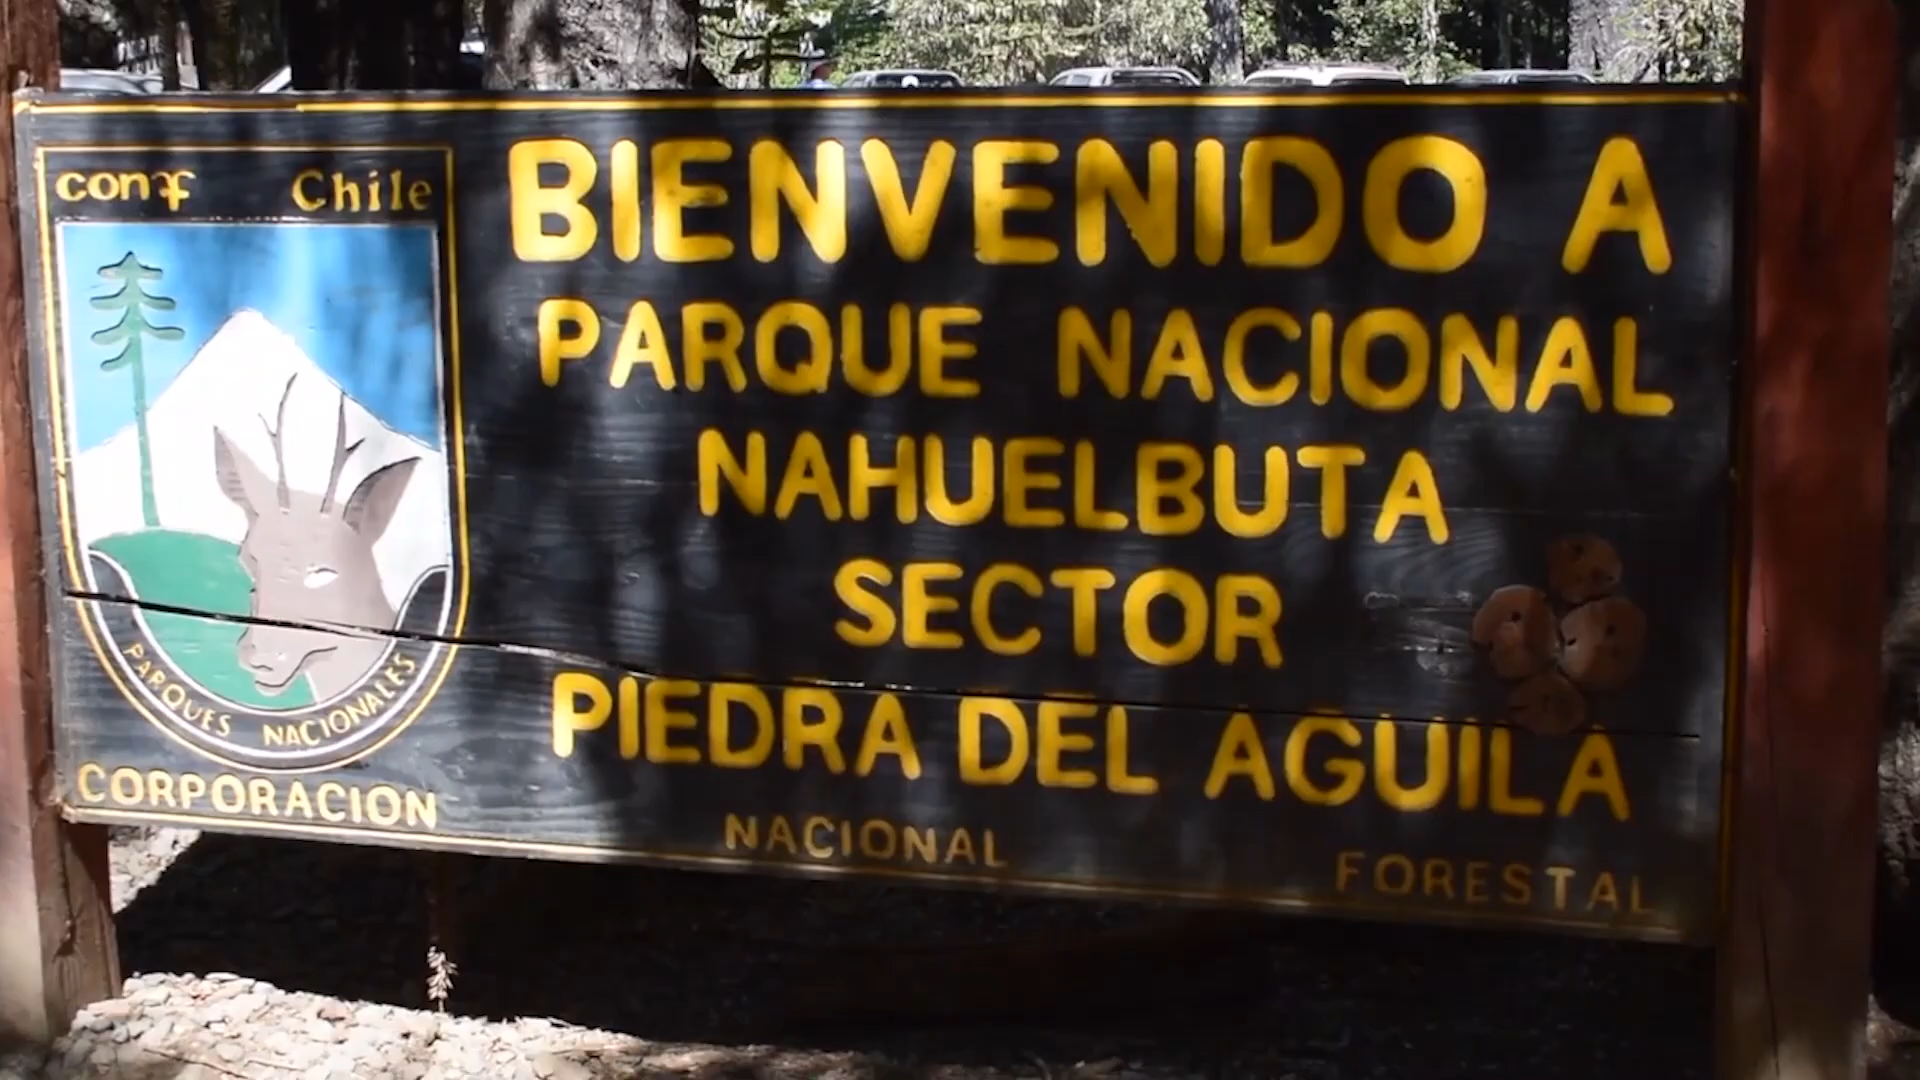 conaf Chile
BIENVENIDO A
PARQUE NACIONAL
NAHUELBUTA
SECTOR
PIEDRA DEL AGUILA
PARQUES NACIONALES
CORPORACION NACIONAL FORESTAL